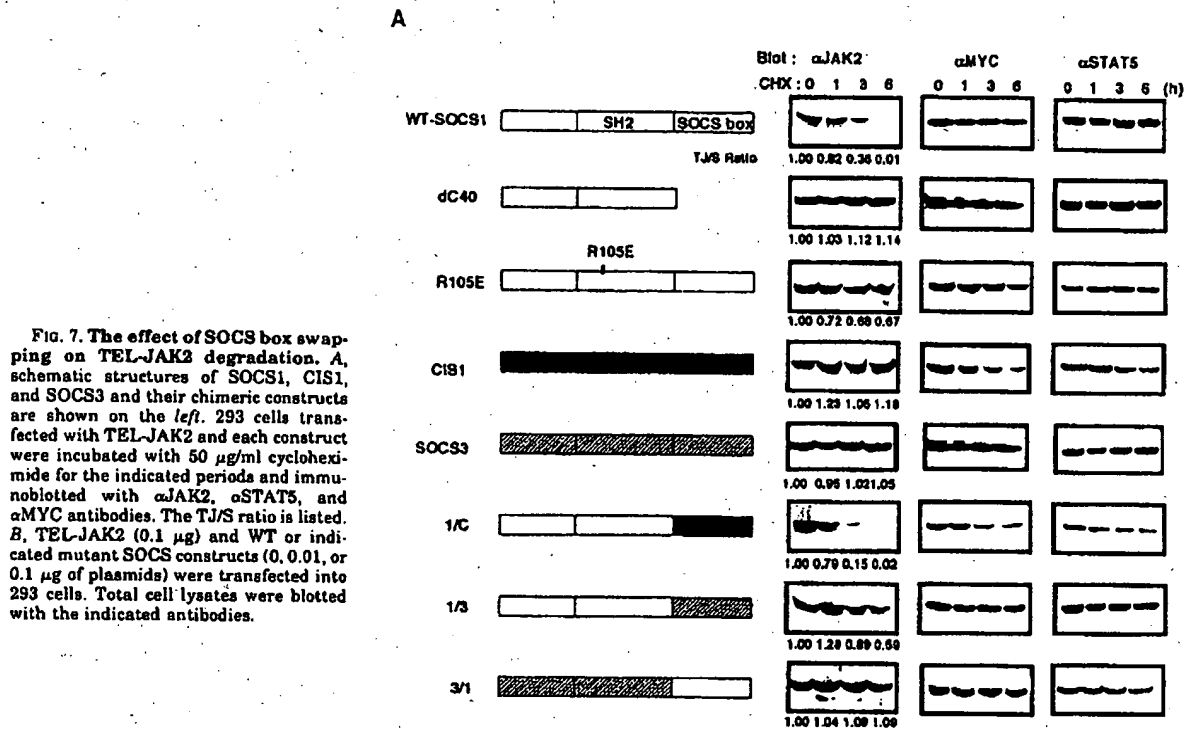 A
Blot : αJAK2 αMYC αSTAT5
CHX: 0 1 3 6 0 1 3 6 0 1 3 6 (h)
WT-SOCS1 SH2 SOCS box
TJ/S Ratio 1.00 0.82 0.36 0.01
dC40
1.00 1.03 1.12 1.14
R105E
R105E
1.00 0.72 0.68 0.67
CIS1
1.00 1.23 1.06 1.18
SOCS3
1.00 0.96 1.02 1.05
1/C
1.00 0.79 0.15 0.02
1/3
1.00 1.28 0.89 0.59
3/1
1.00 1.04 1.09 1.09
FIG. 7. The effect of SOCS box swap-
ping on TEL-JAK2 degradation. A,
schematic structures of SOCS1, CIS1,
and SOCS3 and their chimeric constructs
are shown on the left. 293 cells trans-
fected with TEL-JAK2 and each construct
were incubated with 50 μg/ml cyclohexi-
mide for the indicated periods and immu-
noblotted with αJAK2, αSTAT5, and
αMYC antibodies. The TJ/S ratio is listed.
B, TEL-JAK2 (0.1 μg) and WT or indi-
cated mutant SOCS constructs (0, 0.01, or
0.1 μg of plasmids) were transfected into
293 cells. Total cell lysates were blotted
with the indicated antibodies.